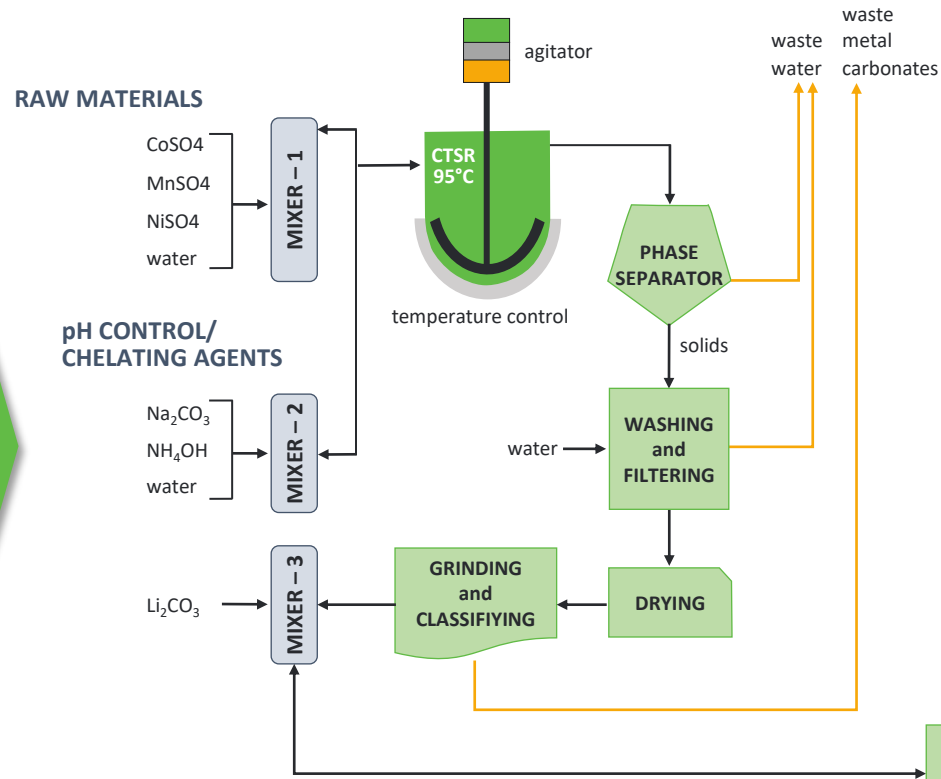 waste
metal
carbonates
waste
water
agitator
RAW MATERIALS
CoSO4
MnSO4
NiSO4
water
MIXER – 1
CTSR
95°C
PHASE
SEPARATOR
temperature control
pH CONTROL/
CHELATING AGENTS
solids
Na₂CO₃
NH₄OH
water
MIXER – 2
water
WASHING
and
FILTERING
Li₂CO₃
MIXER – 3
GRINDING
and
CLASSIFIYING
DRYING